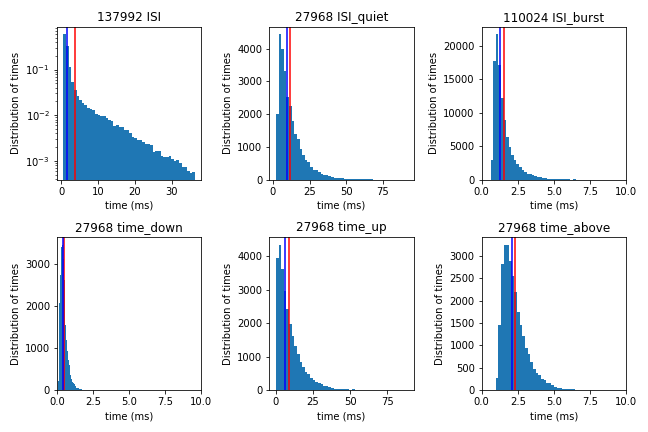 137992 ISI
27968 ISI_quiet
110024 ISI_burst
Distribution of times
10⁻¹
10⁻²
10⁻³
0 10 20 30
time (ms)
Distribution of times
4000
3000
2000
1000
0
0 25 50 75
time (ms)
Distribution of times
20000
15000
10000
5000
0
0.0 2.5 5.0 7.5 10.0
time (ms)
27968 time_down
27968 time_up
27968 time_above
Distribution of times
3000
2000
1000
0
0.0 2.5 5.0 7.5 10.0
time (ms)
Distribution of times
4000
3000
2000
1000
0
0 25 50 75
time (ms)
Distribution of times
3000
2500
2000
1500
1000
500
0
0.0 2.5 5.0 7.5 10.0
time (ms)